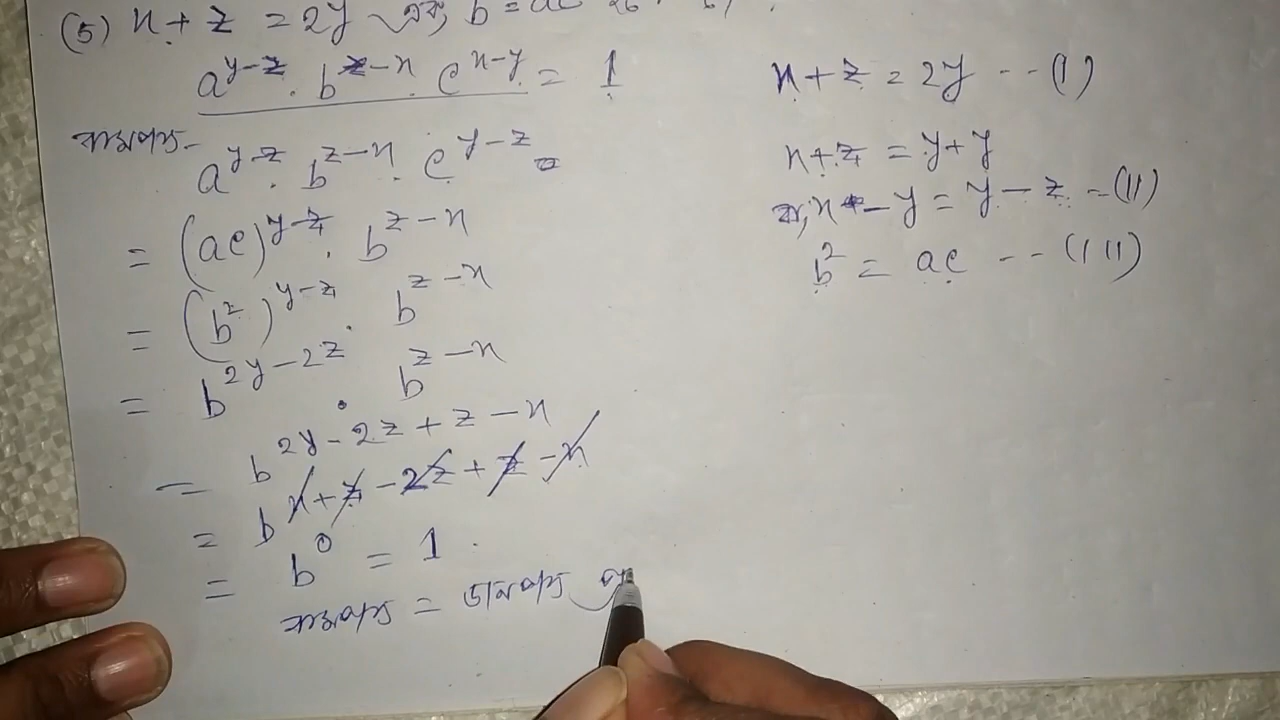 (5) x + z = 2y এবং b² = ac
a^{y-z} . b^{z-x} . c^{x-y} = 1
বামপক্ষ-
a^{y-z} . b^{z-x} . c^{y-z} =
= (ac)^{y-z} . b^{z-x}
= (b²)^{y-z} . b^{z-x}
= b^{2y-2z} . b^{z-x}
= b^{2y-2z+z-x}
= b^{x+z-2z+z-x}
= b⁰ = 1 .
বামপক্ষ = ডানপক্ষ
x + z = 2y -- (I)
x + z = y + y
বা, x - y = y - z -- (II)
b² = ac -- (III)